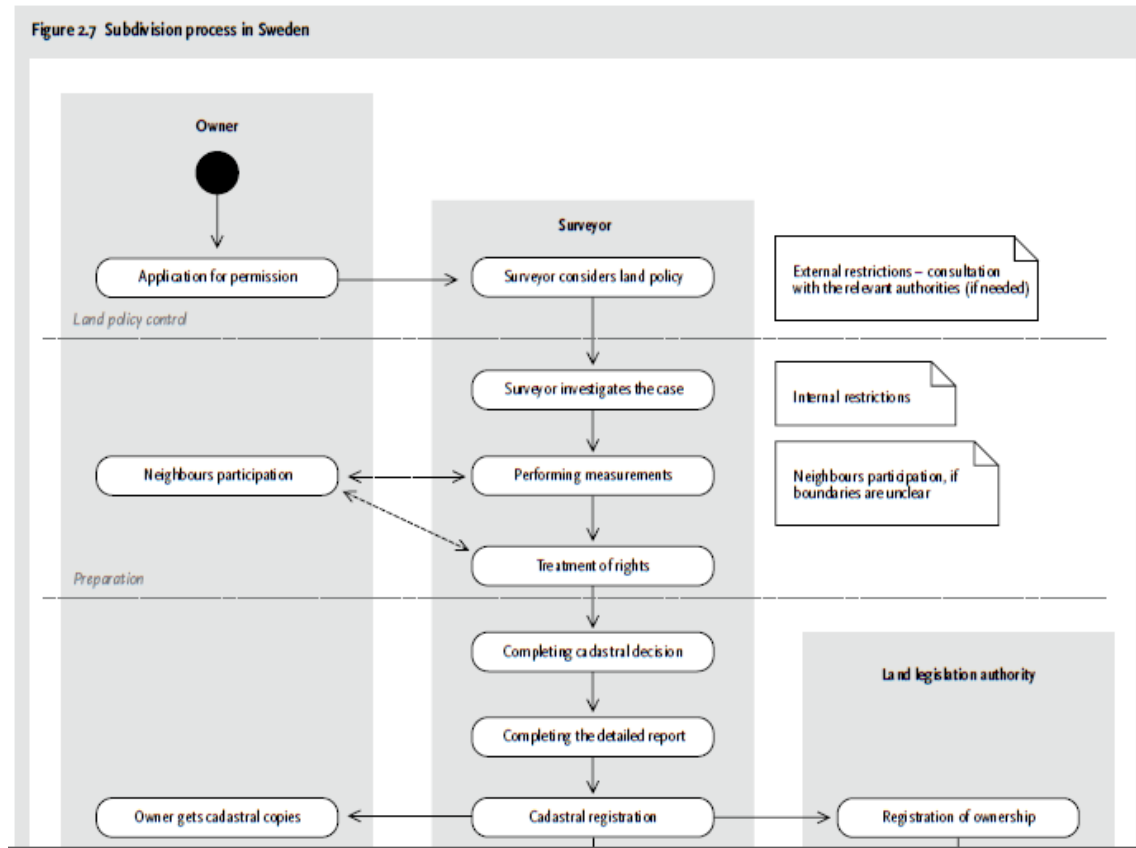 Figure 2.7 Subdivision process in Sweden
Owner
Surveyor
Application for permission
Surveyor considers land policy
External restrictions – consultation
with the relevant authorities (if needed)
Land policy control
Surveyor investigates the case
Internal restrictions
Neighbours participation
Performing measurements
Neighbours participation, if
boundaries are unclear
Treatment of rights
Preparation
Completing cadastral decision
Land legislation authority
Completing the detailed report
Owner gets cadastral copies
Cadastral registration
Registration of ownership